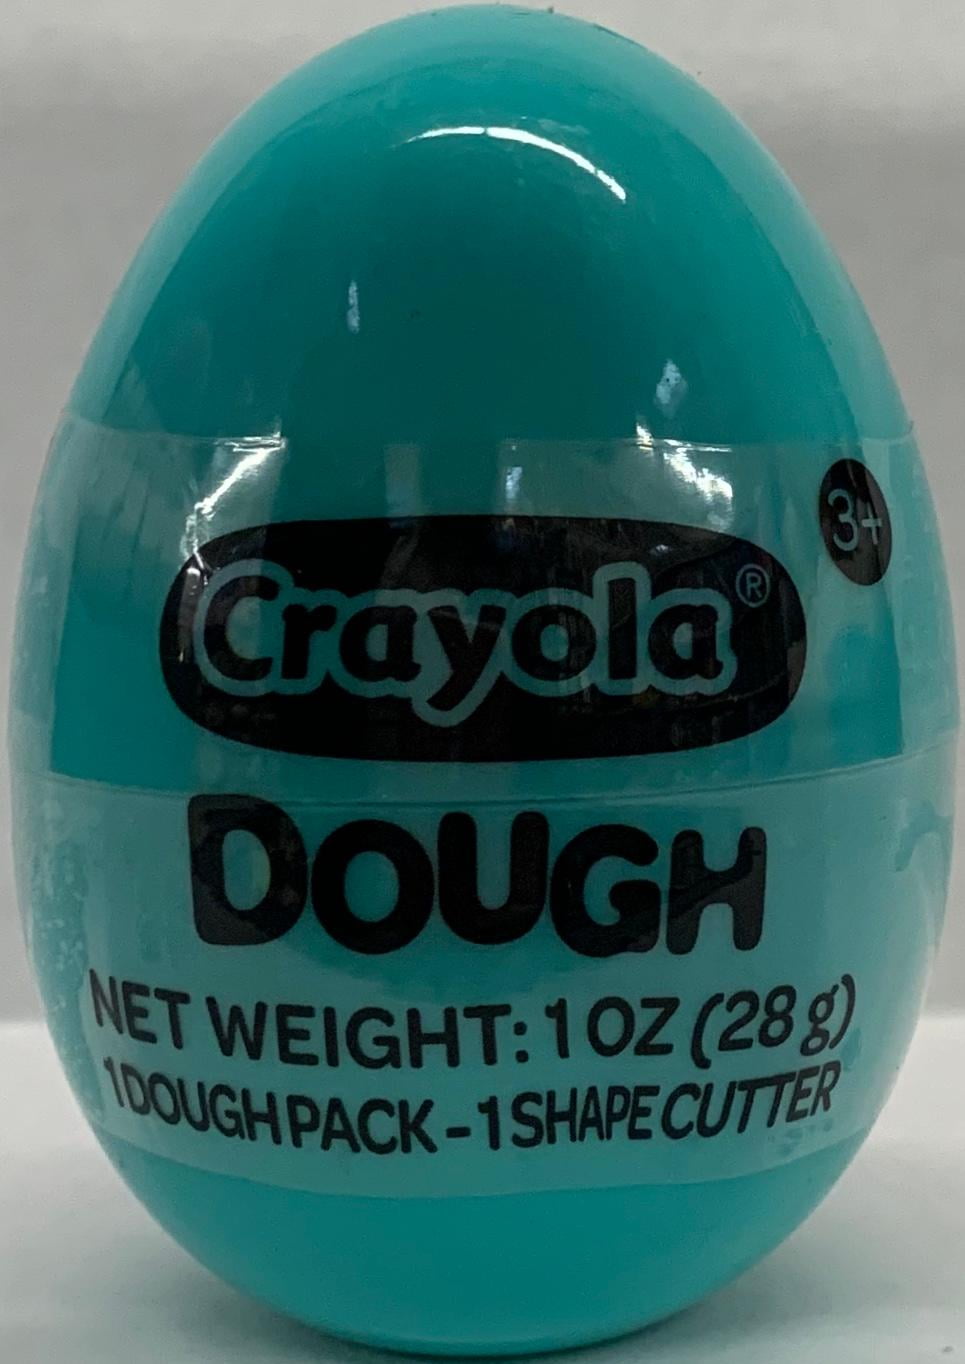 3+
Crayola®
DOUGH
NET WEIGHT: 1 OZ (28 g)
1 DOUGH PACK - 1 SHAPE CUTTER